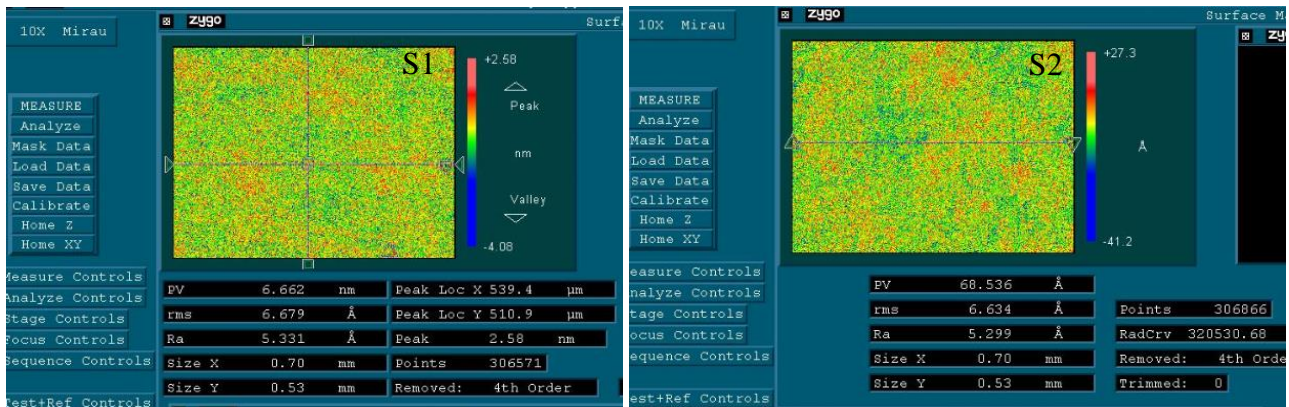 10X Mirau
zygo
Surf
S1
+2.58
Peak
nm
Valley
-4.08
MEASURE
Analyze
Mask Data
Load Data
Save Data
Calibrate
Home Z
Home XY
Measure Controls
Analyze Controls
Stage Controls
Focus Controls
Sequence Controls
Test+Ref Controls
PV 6.662 nm Peak Loc X 539.4 µm
rms 6.679 Å Peak Loc Y 510.9 µm
Ra 5.331 Å Peak 2.58 nm
Size X 0.70 mm Points 306571
Size Y 0.53 mm Removed: 4th Order
10X Mirau
zygo
Surface M
zy
S2
+27.3
Å
-41.2
MEASURE
Analyze
Mask Data
Load Data
Save Data
Calibrate
Home Z
Home XY
easure Controls
nalyze Controls
tage Controls
ocus Controls
equence Controls
est+Ref Controls
PV 68.536 Å
rms 6.634 Å Points 306866
Ra 5.299 Å RadCrv 320530.68
Size X 0.70 mm Removed: 4th Orde
Size Y 0.53 mm Trimmed: 0